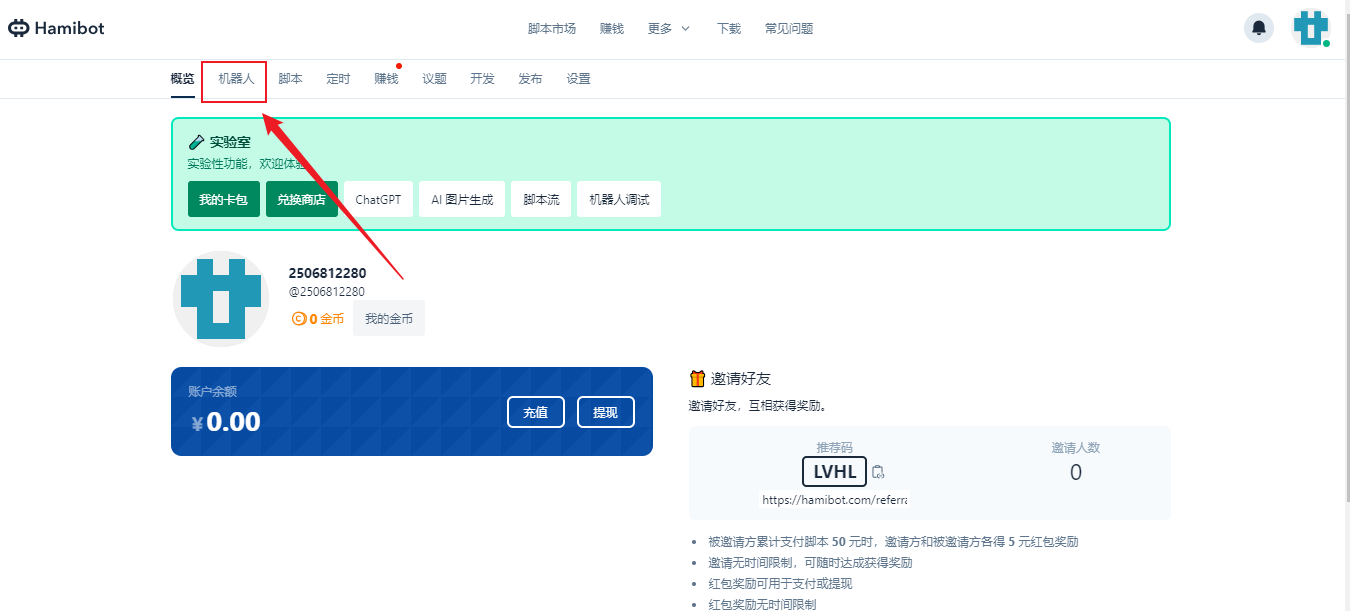 Hamibot
脚本市场 赚钱 更多 下载 常见问题
概览 机器人 脚本 定时 赚钱 议题 开发 发布 设置
实验室
实验性功能，欢迎体验
我的卡包 兑换商店 ChatGPT AI 图片生成 脚本流 机器人调试
2506812280
@2506812280
0 金币 我的金币
账户余额
¥0.00
充值 提现
邀请好友
邀请好友，互相获得奖励。
推荐码 邀请人数
LVHL 0
https://hamibot.com/referra
被邀请方累计支付脚本 50 元时，邀请方和被邀请方各得 5 元红包奖励
邀请无时间限制，可随时达成获得奖励
红包奖励可用于支付或提现
红包奖励无时间限制